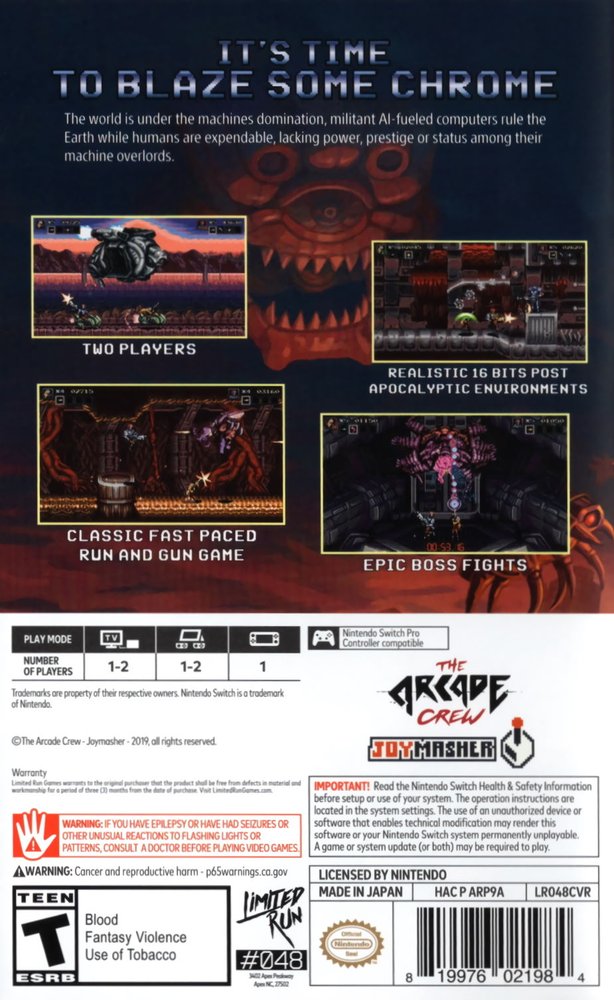 IT'S TIME
TO BLAZE SOME CHROME
The world is under the machines domination, militant AI-fueled computers rule the
Earth while humans are expendable, lacking power, prestige or status among their
machine overlords.
TWO PLAYERS
REALISTIC 16 BITS POST
APOCALYPTIC ENVIRONMENTS
CLASSIC FAST PACED
RUN AND GUN GAME
00:53.16
EPIC BOSS FIGHTS
PLAY MODE
TV
NUMBER
OF PLAYERS
1-2
1-2
1
Nintendo Switch Pro
Controller compatible
Trademarks are property of their respective owners. Nintendo Switch is a trademark
of Nintendo.
©The Arcade Crew - Joymasher - 2019, all rights reserved.
THE
ARCADE
CREW
JOYMASHER
Warranty
Limited Run Games warrants to the original purchaser that the product shall be free from defects in material and
workmanship for a period of three (3) months from the date of purchase. Visit LimitedRunGames.com.
IMPORTANT! Read the Nintendo Switch Health & Safety Information
before setup or use of your system. The operation instructions are
located in the system settings. The use of an unauthorized device or
software that enables technical modification may render this
software or your Nintendo Switch system permanently unplayable.
A game or system update (or both) may be required to play.
WARNING: IF YOU HAVE EPILEPSY OR HAVE HAD SEIZURES OR
OTHER UNUSUAL REACTIONS TO FLASHING LIGHTS OR
PATTERNS, CONSULT A DOCTOR BEFORE PLAYING VIDEO GAMES.
WARNING: Cancer and reproductive harm - p65warnings.ca.gov
LICENSED BY NINTENDO
MADE IN JAPAN
HAC P ARP9A
LR048CVR
TEEN
T
ESRB
Blood
Fantasy Violence
Use of Tobacco
LIMITED
RUN
#048
3402 Apex Peakway
Apex NC, 27502
Official
Nintendo
Seal
8 19976 02198 4